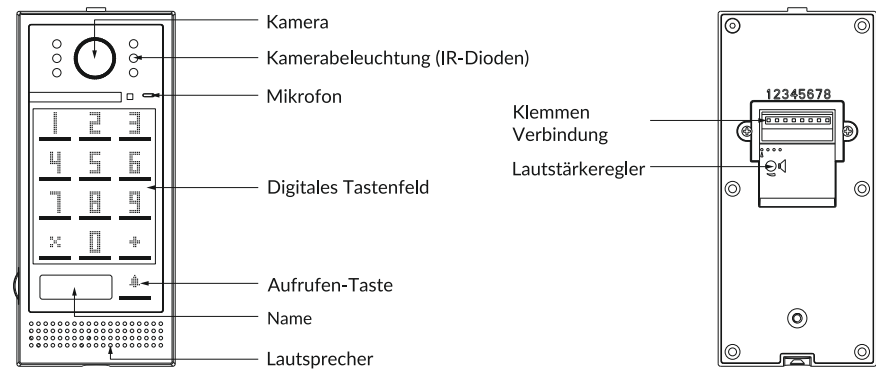 Kamera
Kamerabeleuchtung (IR-Dioden)
Mikrofon
1 2 3
4 5 6
7 8 9
× 0 +
Digitales Tastenfeld
Aufrufen-Taste
Name
Lautsprecher
12345678
Klemmen
Verbindung
Lautstärkeregler